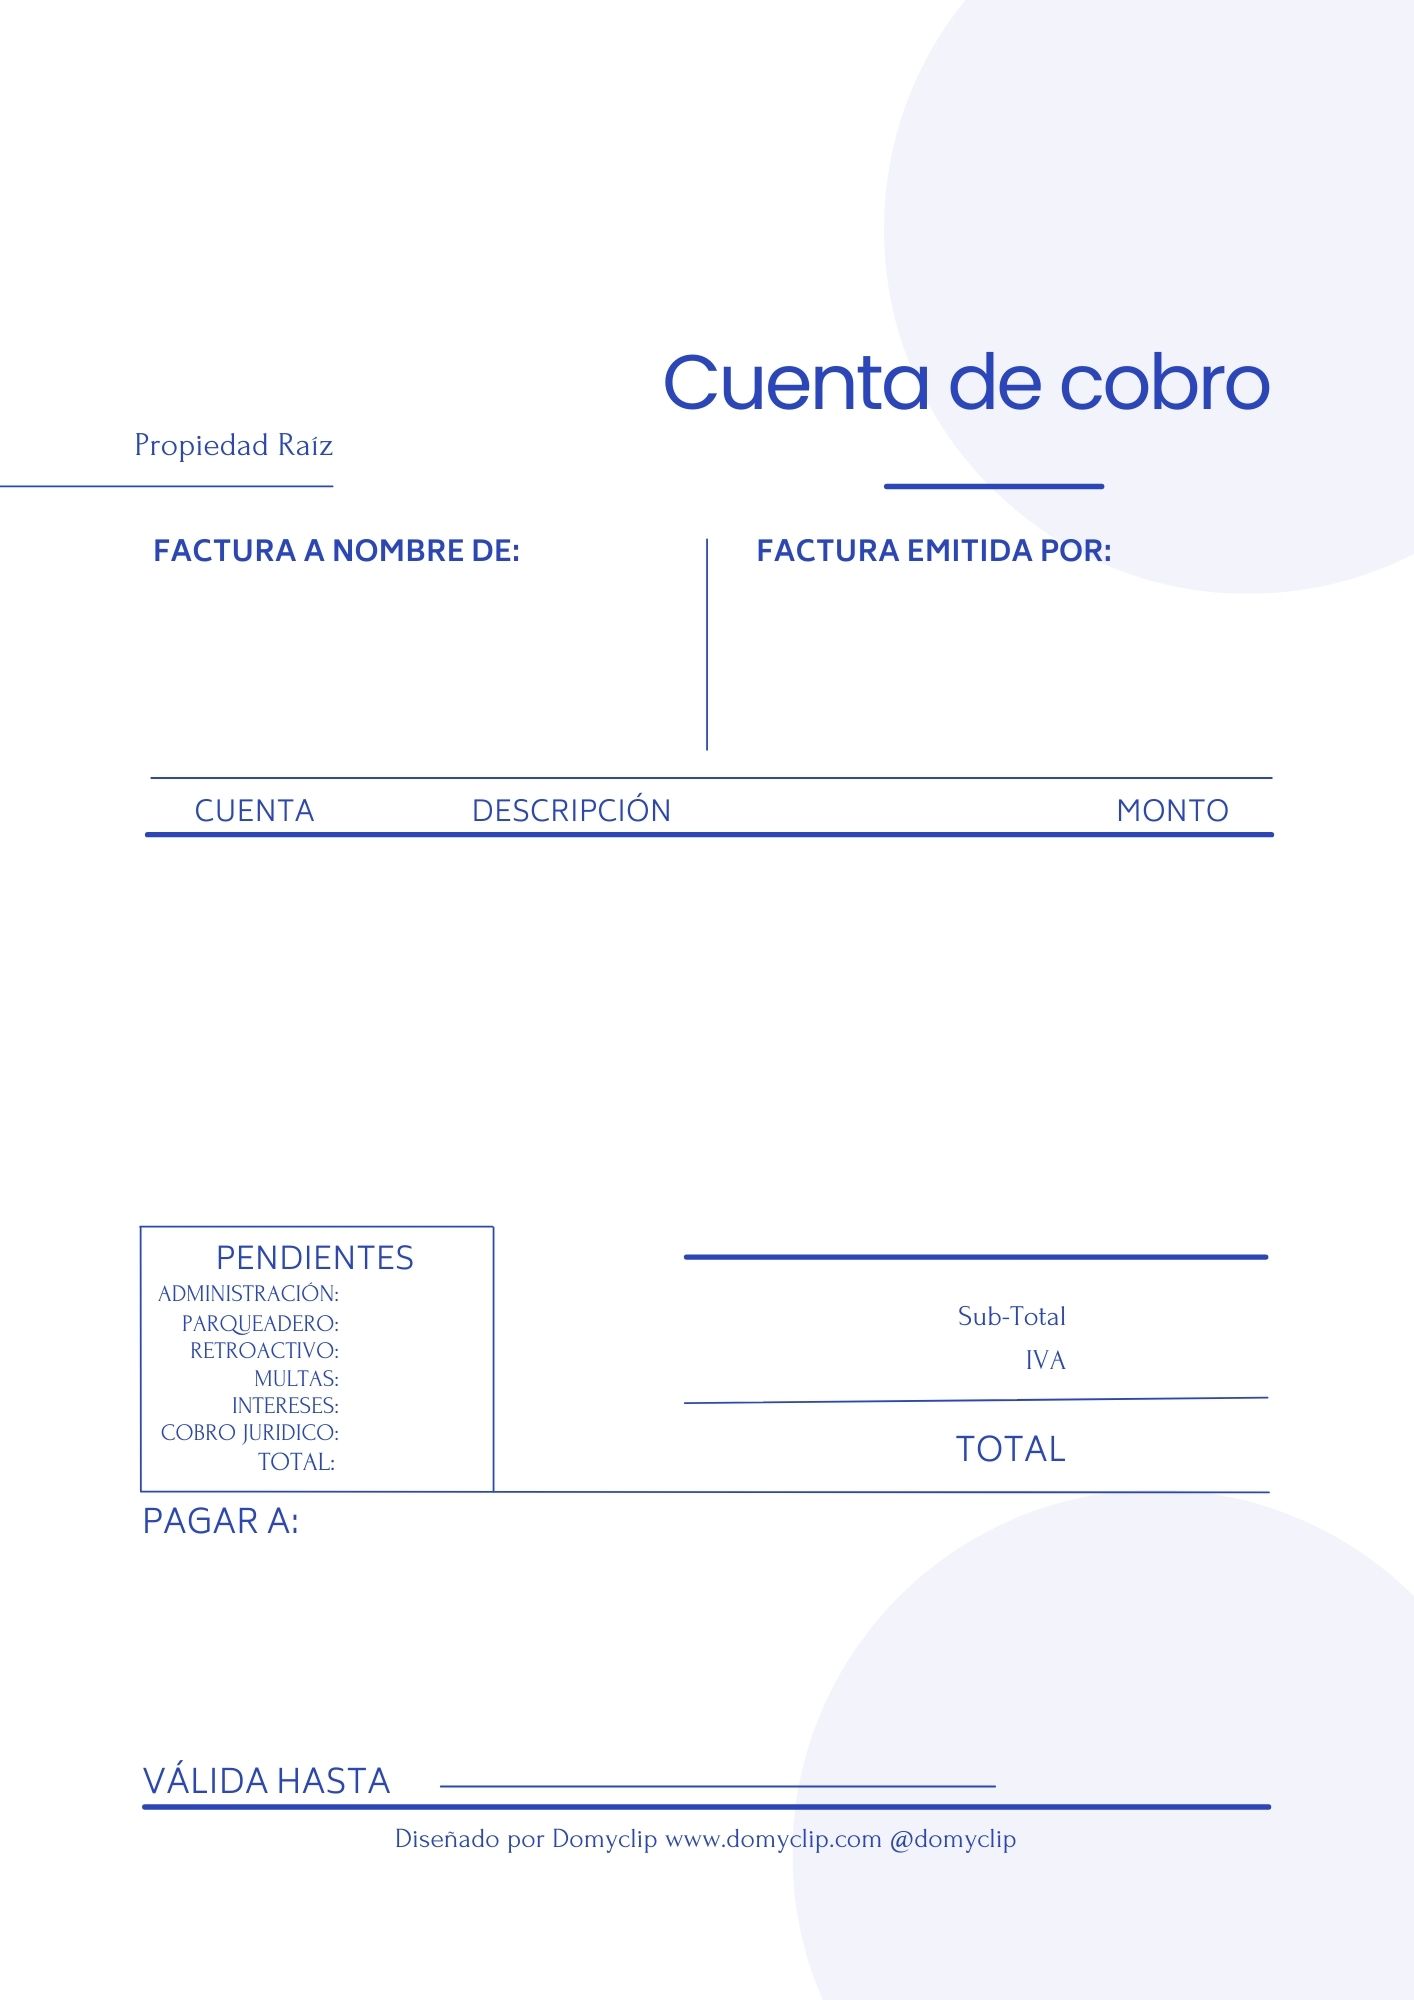 Cuenta de cobro
Propiedad Raíz
FACTURA A NOMBRE DE:
FACTURA EMITIDA POR:
CUENTA DESCRIPCIÓN MONTO
PENDIENTES
ADMINISTRACIÓN:
PARQUEADERO:
RETROACTIVO:
MULTAS:
INTERESES:
COBRO JURIDICO:
TOTAL:
Sub-Total
IVA
TOTAL
PAGAR A:
VÁLIDA HASTA
Diseñado por Domyclip www.domyclip.com @domyclip